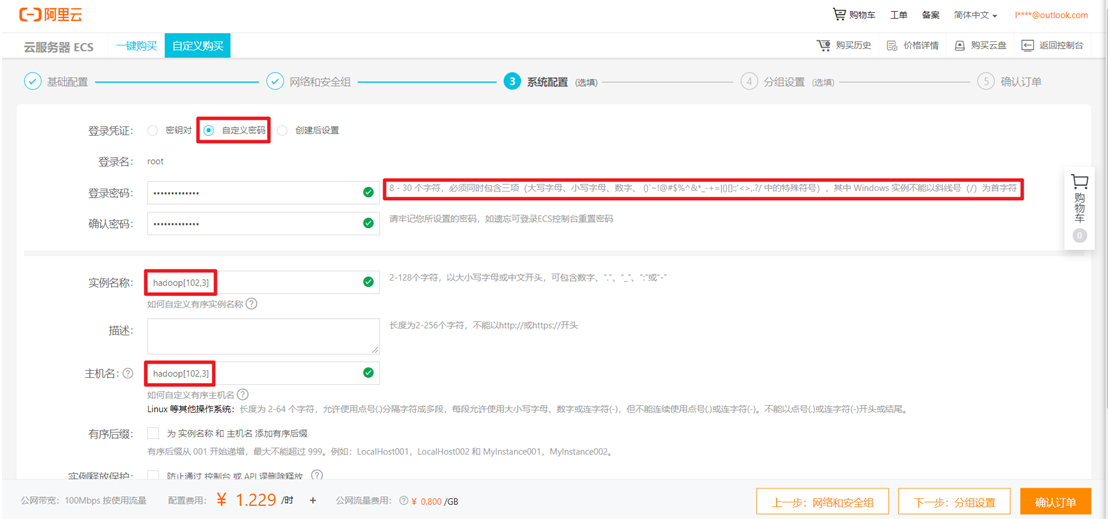 阿里云 购物车 工单 备案 简体中文 l****@outlook.com
云服务器 ECS 一键购买 自定义购买 购买历史 价格详情 购买云盘 返回控制台
基础配置 网络和安全组 3 系统配置 (选填) 4 分组设置 (选填) 5 确认订单
登录凭证: 密钥对 自定义密码 创建后设置
登录名: root
登录密码: ••••••••••••• 8 - 30 个字符，必须同时包含三项（大写字母、小写字母、数字、 ()`~!@#$%^&*_-+=|{}[]:;'<>,.?/ 中的特殊符号），其中 Windows 实例不能以斜线号（/）为首字符
确认密码: ••••••••••••• 请牢记您所设置的密码，如遗忘可登录ECS控制台重置密码
购物车
0
实例名称: hadoop[102,3] 2-128个字符，以大小写字母或中文开头，可包含数字、"."、"_"、":"或"-"
如何自定义有序实例名称 ?
描述: 长度为2-256个字符，不能以http://或https://开头
主机名: ? hadoop[102,3]
如何自定义有序主机名 ?
Linux 等其他操作系统：长度为 2-64 个字符，允许使用点号(.)分隔字符成多段，每段允许使用大小写字母、数字或连字符(-)，但不能连续使用点号(.)或连字符(-)。不能以点号(.)或连字符(-)开头或结尾。
有序后缀: 为 实例名称 和 主机名 添加有序后缀
有序后缀从 001 开始递增，最大不能超过 999。例如：LocalHost001，LocalHost002 和 MyInstance001，MyInstance002。
实例释放保护: 防止通过 控制台 或 API 误删除释放 ?
公网带宽: 100Mbps 按使用流量 配置费用: ¥ 1.229 /时 + 公网流量费用: ? ¥ 0.800 /GB 上一步：网络和安全组 下一步：分组设置 确认订单